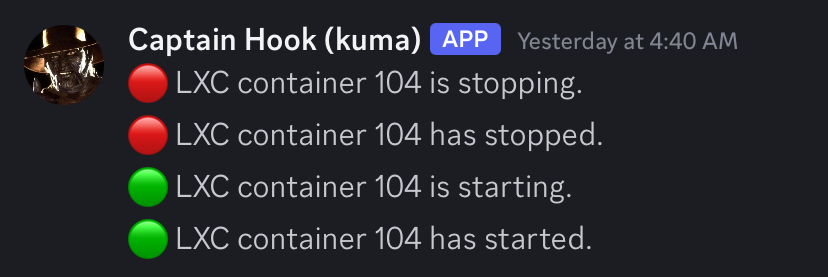 Captain Hook (kuma) APP Yesterday at 4:40 AM
🔴 LXC container 104 is stopping.
🔴 LXC container 104 has stopped.
🟢 LXC container 104 is starting.
🟢 LXC container 104 has started.